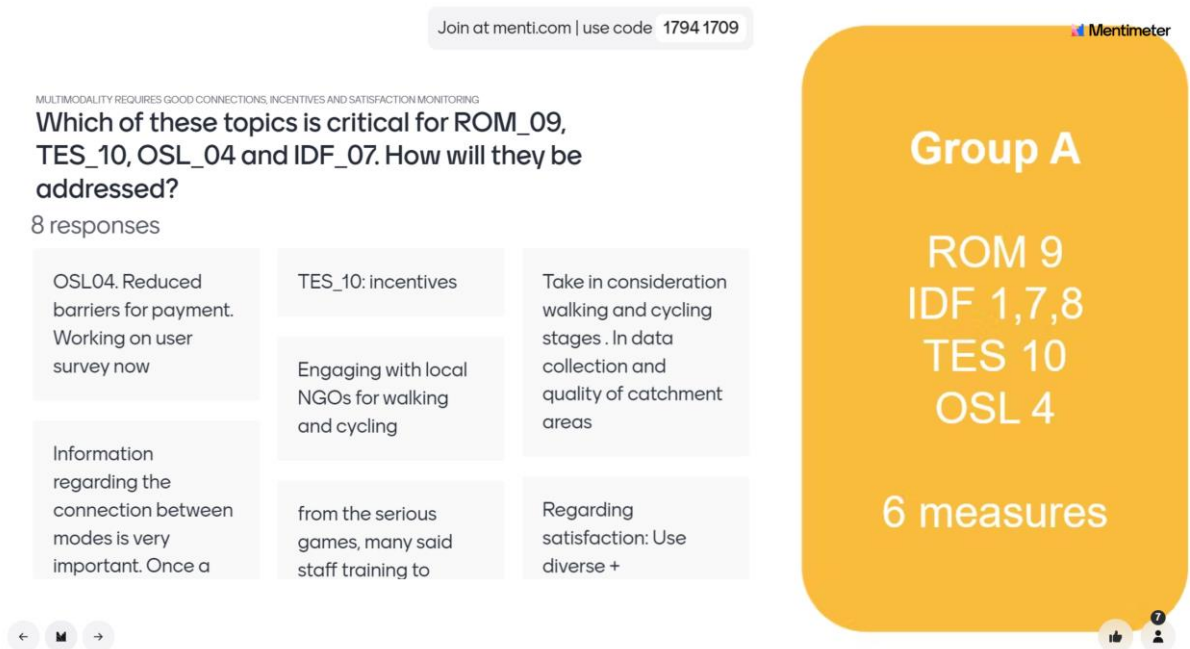 Join at menti.com | use code 1794 1709
Mentimeter
MULTIMODALITY REQUIRES GOOD CONNECTIONS, INCENTIVES AND SATISFACTION MONITORING
Which of these topics is critical for ROM_09,
TES_10, OSL_04 and IDF_07. How will they be
addressed?
8 responses
OSL04. Reduced
barriers for payment.
Working on user
survey now
Information
regarding the
connection between
modes is very
important. Once a
TES_10: incentives
Engaging with local
NGOs for walking
and cycling
from the serious
games, many said
staff training to
Take in consideration
walking and cycling
stages . In data
collection and
quality of catchment
areas
Regarding
satisfaction: Use
diverse +
Group A
ROM 9
IDF 1,7,8
TES 10
OSL 4
6 measures
7